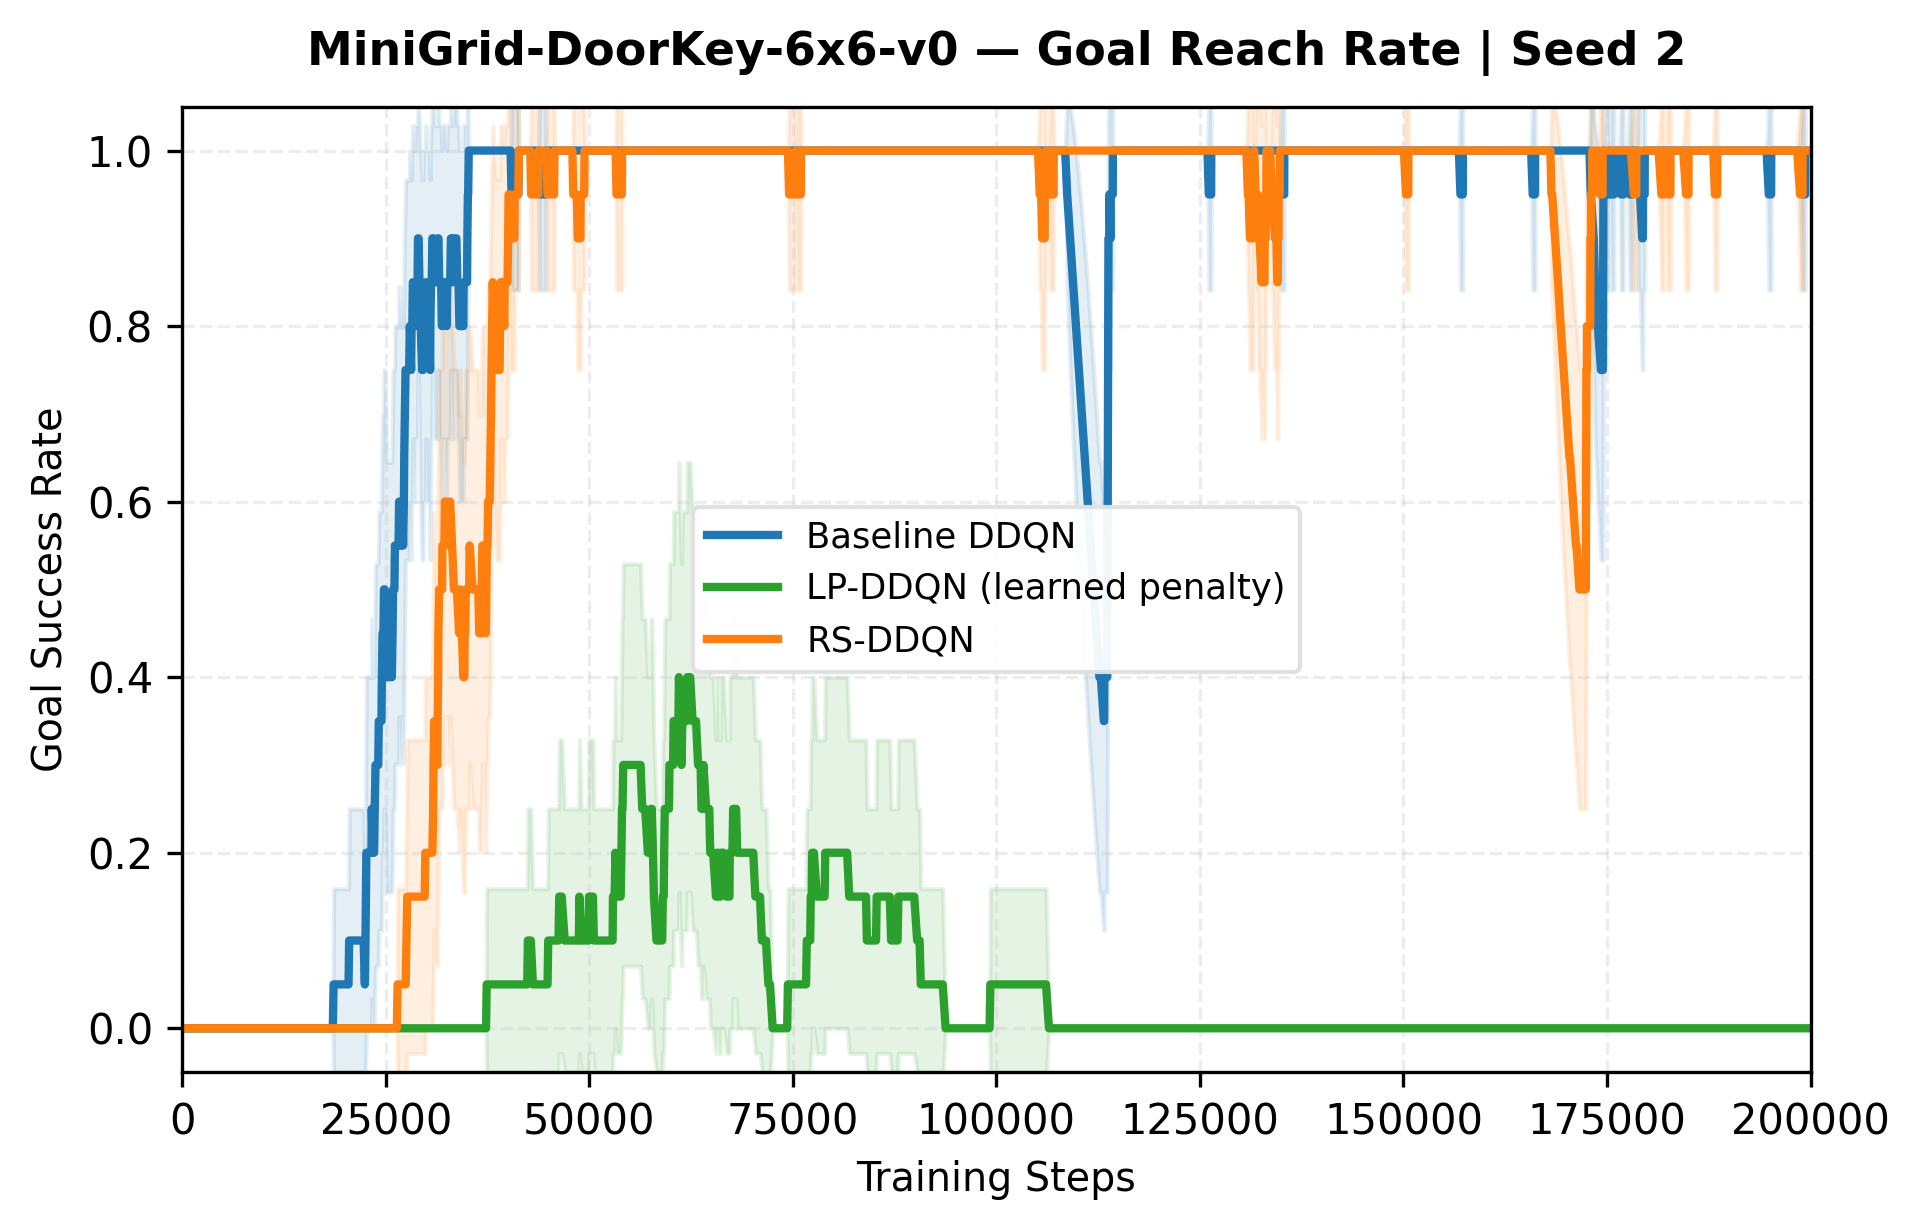 MiniGrid-DoorKey-6x6-v0 — Goal Reach Rate | Seed 2
Goal Success Rate
1.0
0.8
0.6
0.4
0.2
0.0
Baseline DDQN
LP-DDQN (learned penalty)
RS-DDQN
0 25000 50000 75000 100000 125000 150000 175000 200000
Training Steps